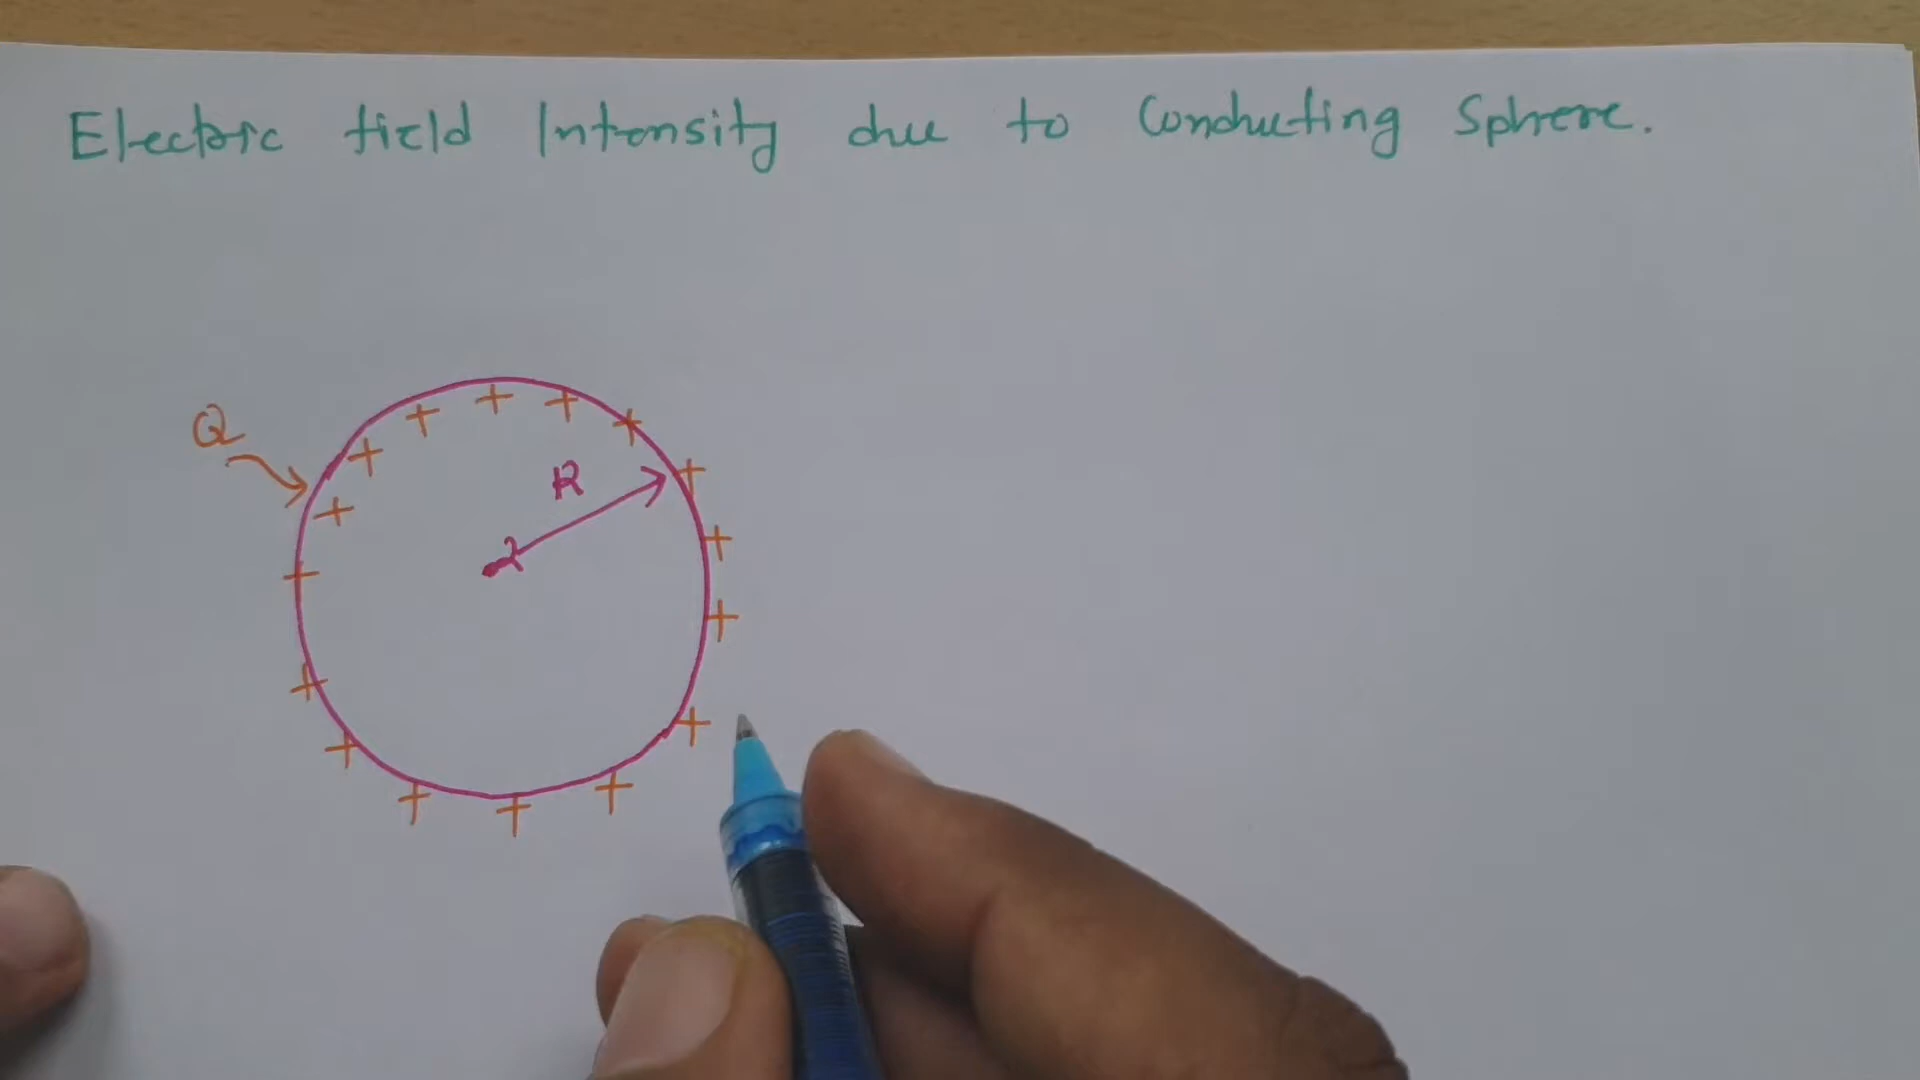 Electric field Intensity due to Conducting Sphere.
Q
R
+ + + + + + + + + + + + + + + + +